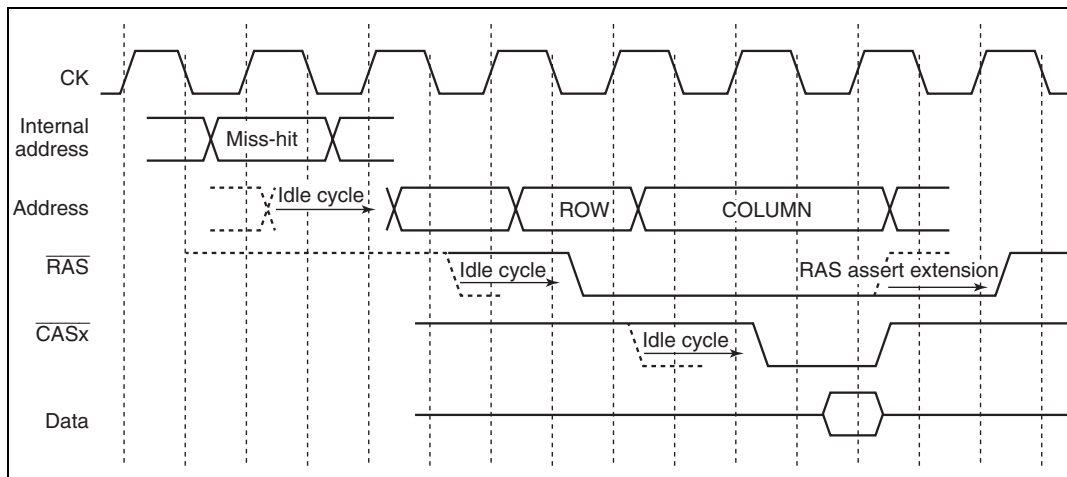 CK
Internal
address
Miss-hit
Address
Idle cycle
ROW
COLUMN
RAS
Idle cycle
RAS assert extension
CASx
Idle cycle
Data